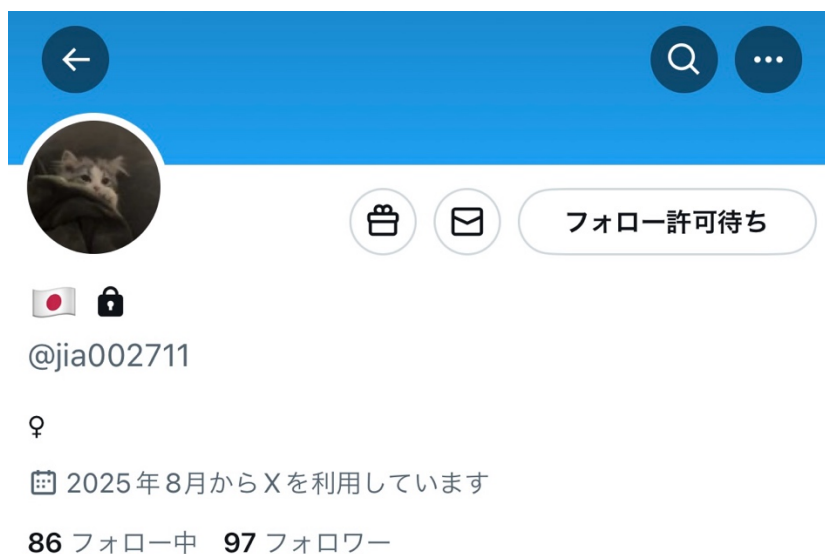 フォロー許可待ち
🇯🇵 🔒
@jia002711
♀
2025年8月からXを利用しています
86 フォロー中 97 フォロワー